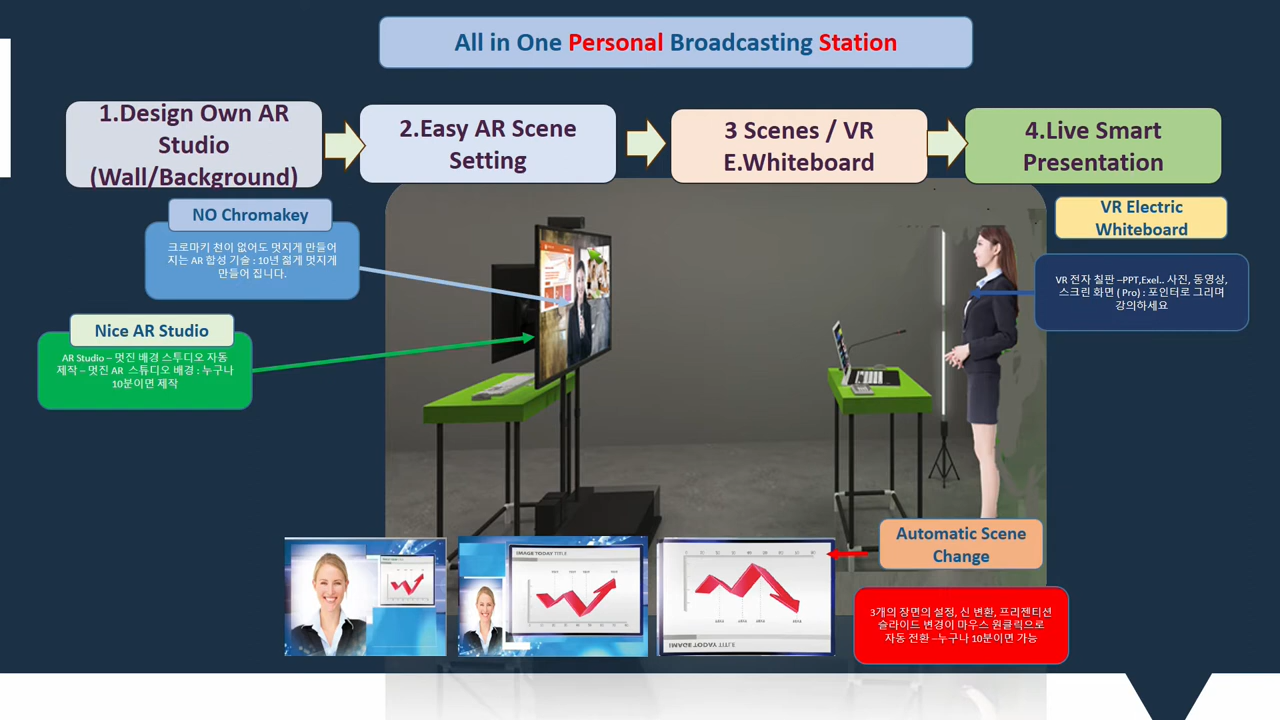 All in One Personal Broadcasting Station
1.Design Own AR
Studio
(Wall/Background)
2.Easy AR Scene
Setting
3 Scenes / VR
E.Whiteboard
4.Live Smart
Presentation
NO Chromakey
크로마키 천이 없어도 멋지게 만들어
지는 AR 합성 기술 : 10년 젊게 멋지게
만들어 집니다.
Nice AR Studio
AR Studio – 멋진 배경 스투디오 자동
제작 – 멋진 AR 스튜디오 배경 : 누구나
10분이면 제작
VR Electric
Whiteboard
VR 전자 칠판 –PPT,Exel.. 사진, 동영상,
스크린 화면 ( Pro) : 포인터로 그리며
강의하세요
Automatic Scene
Change
3개의 장면의 설정, 신 변환, 프리젠티션
슬라이드 변경이 마우스 원클릭으로
자동 전환 –누구나 10분이면 가능
IMAGE TODAY TITLE
IMAGE TODAY TITLE